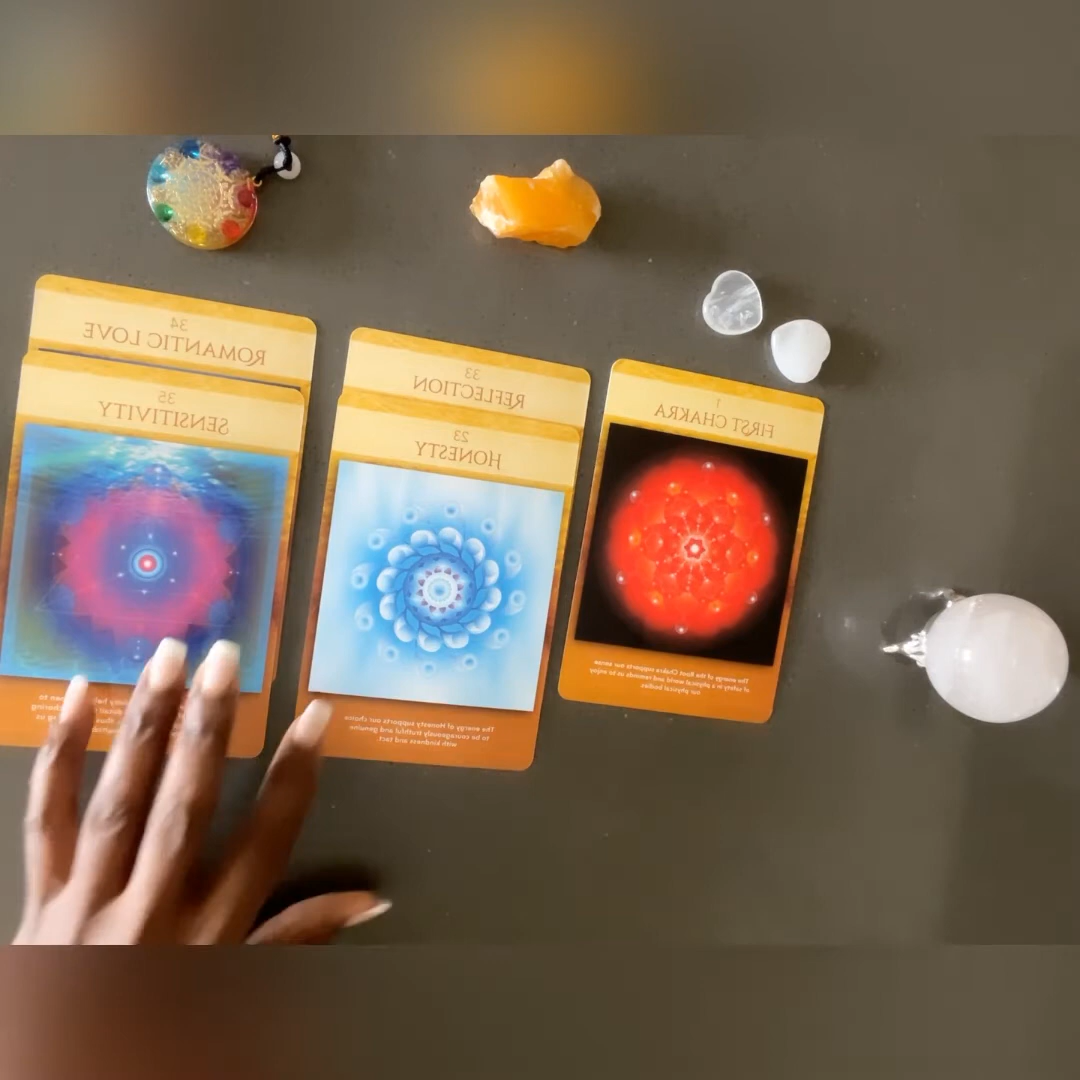 34
ROMANTIC LOVE
35
SENSITIVITY
33
REFLECTION
23
HONESTY
The energy of Honesty supports our choice
to be courageously truthful and genuine
with kindness and tact.
1
FIRST CHAKRA
The energy of the Root Chakra supports our sense
of safety in a physical world and reminds us to enjoy
our physical bodies